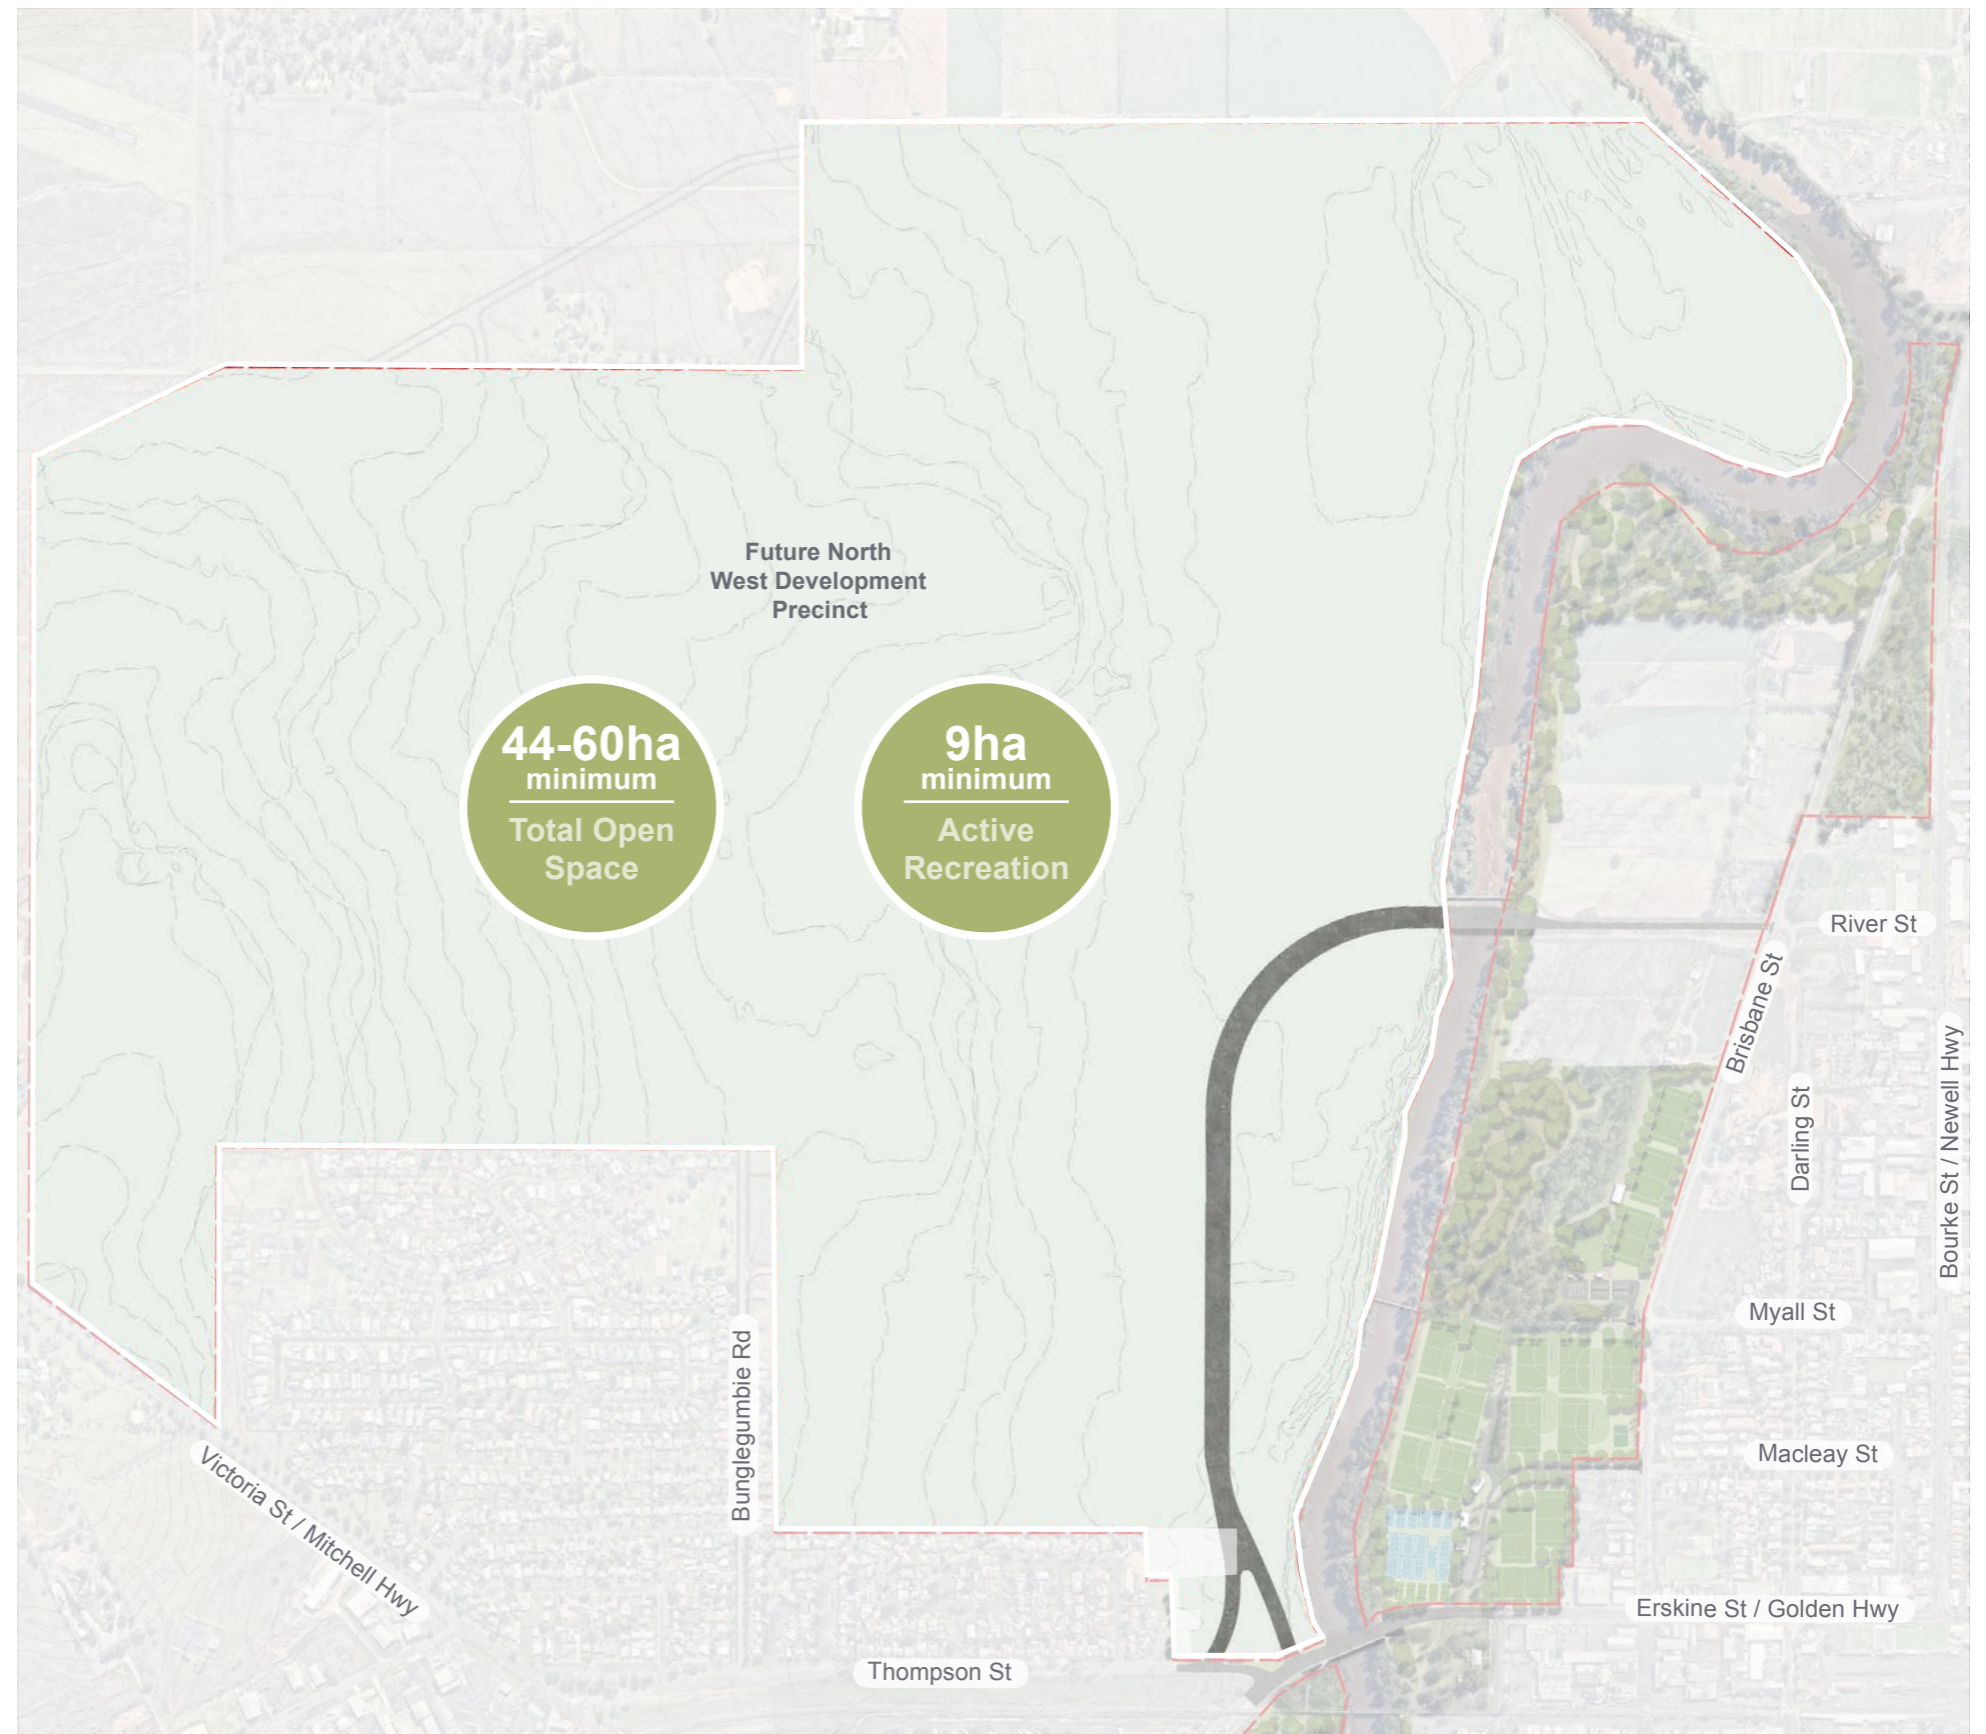 Future North
West Development
Precinct
44-60ha
minimum
Total Open
Space
9ha
minimum
Active
Recreation
River St
Brisbane St
Darling St
Bourke St / Newell Hwy
Myall St
Bunglegumbie Rd
Macleay St
Victoria St / Mitchell Hwy
Erskine St / Golden Hwy
Thompson St